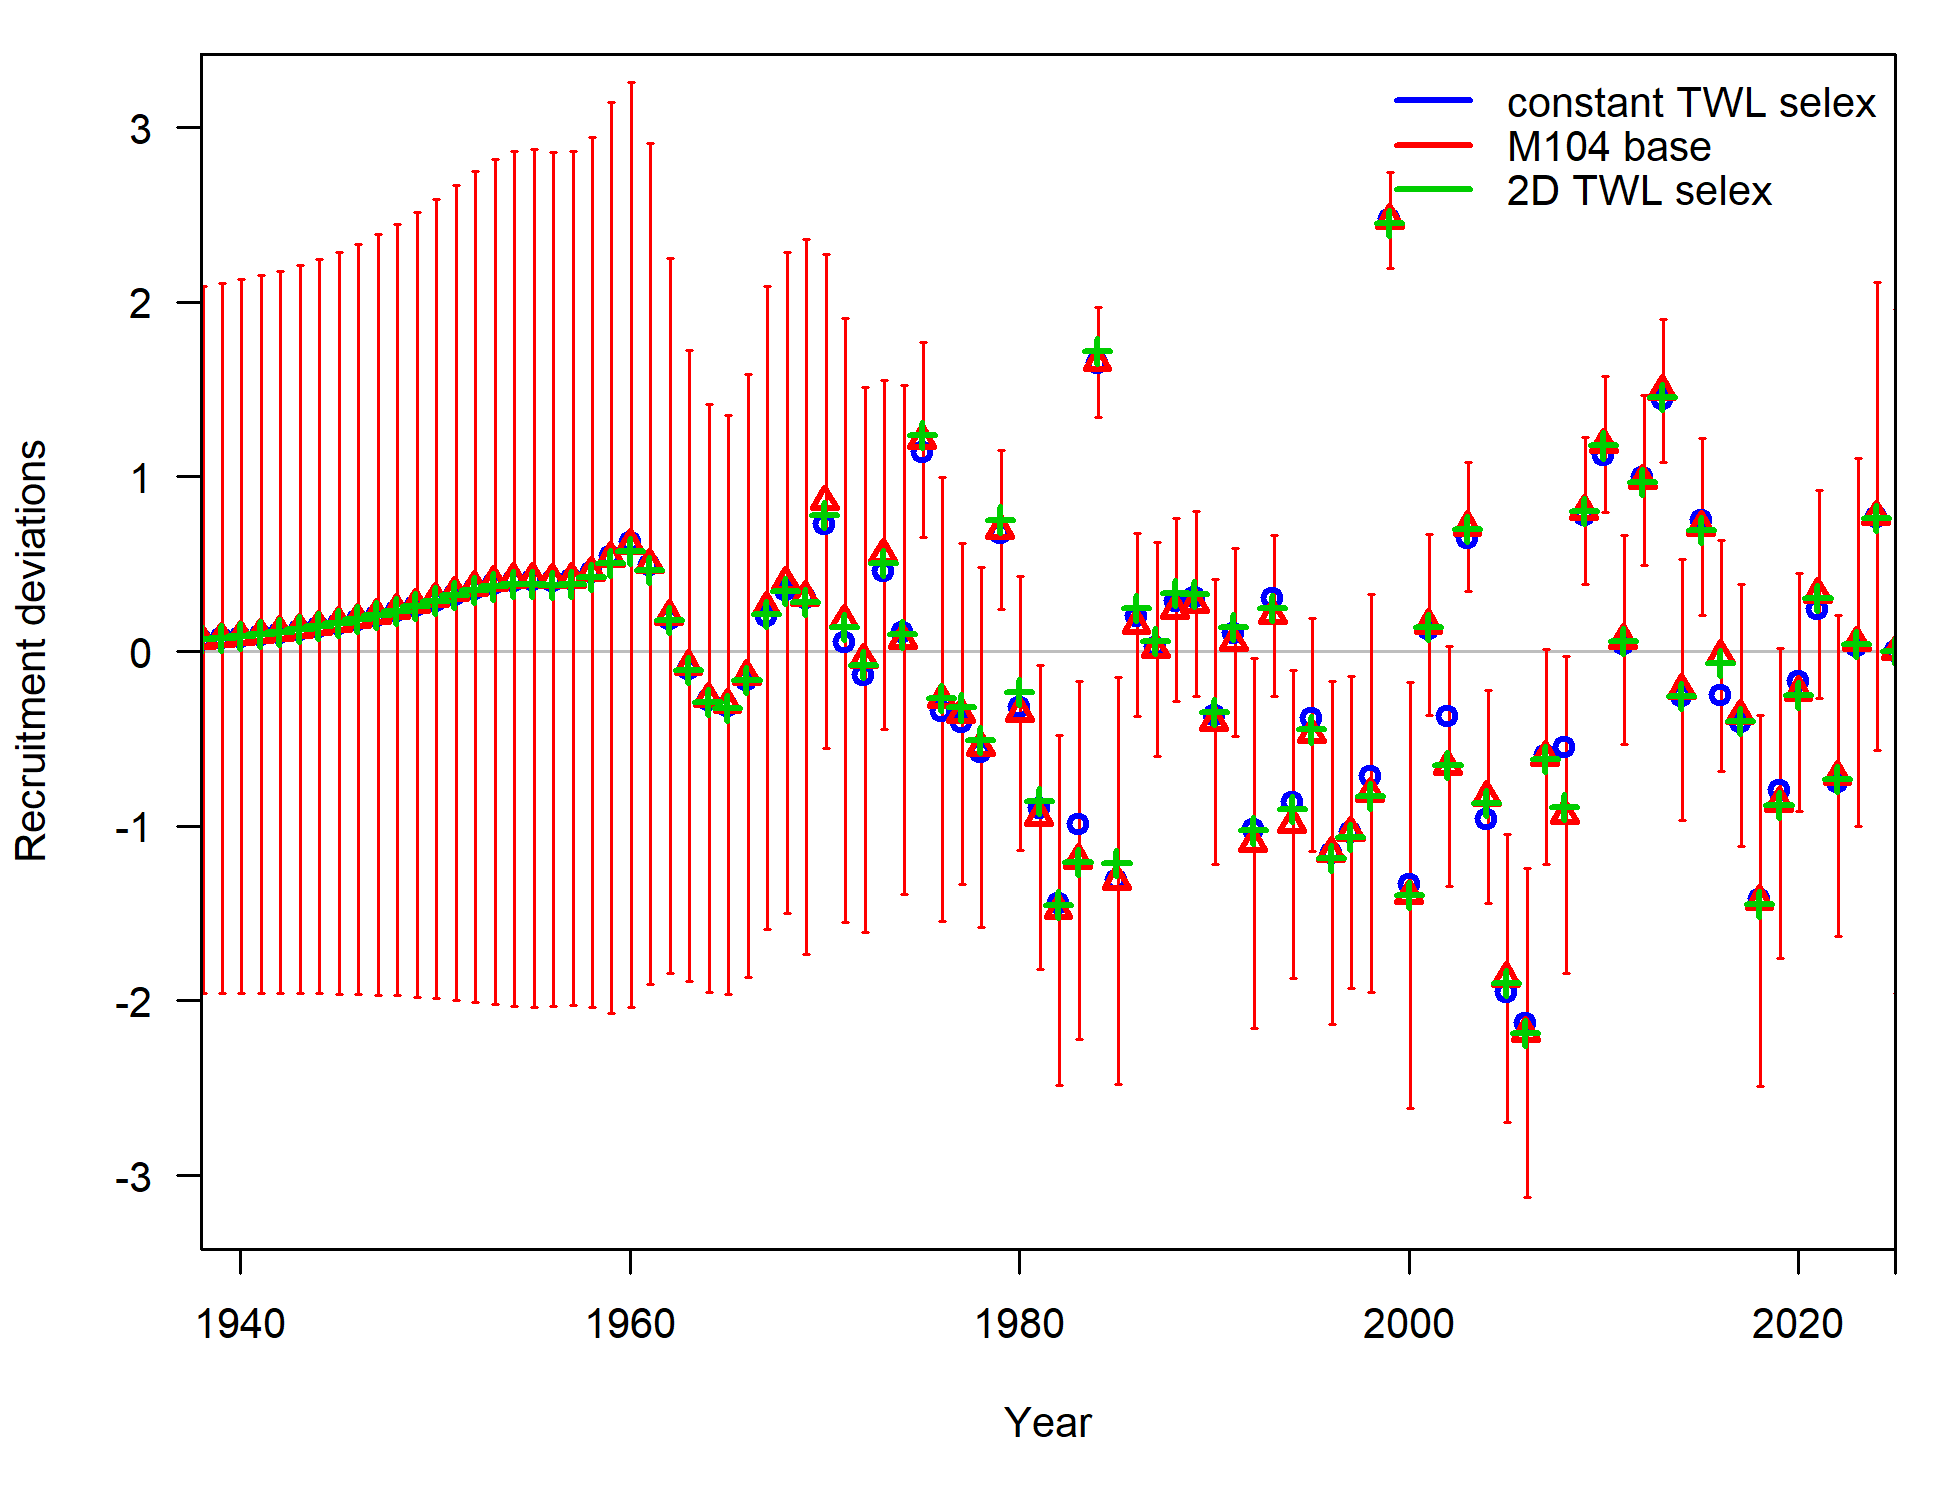 constant TWL selex
M104 base
2D TWL selex
Recruitment deviations
3
2
1
0
-1
-2
-3
1940 1960 1980 2000 2020
Year